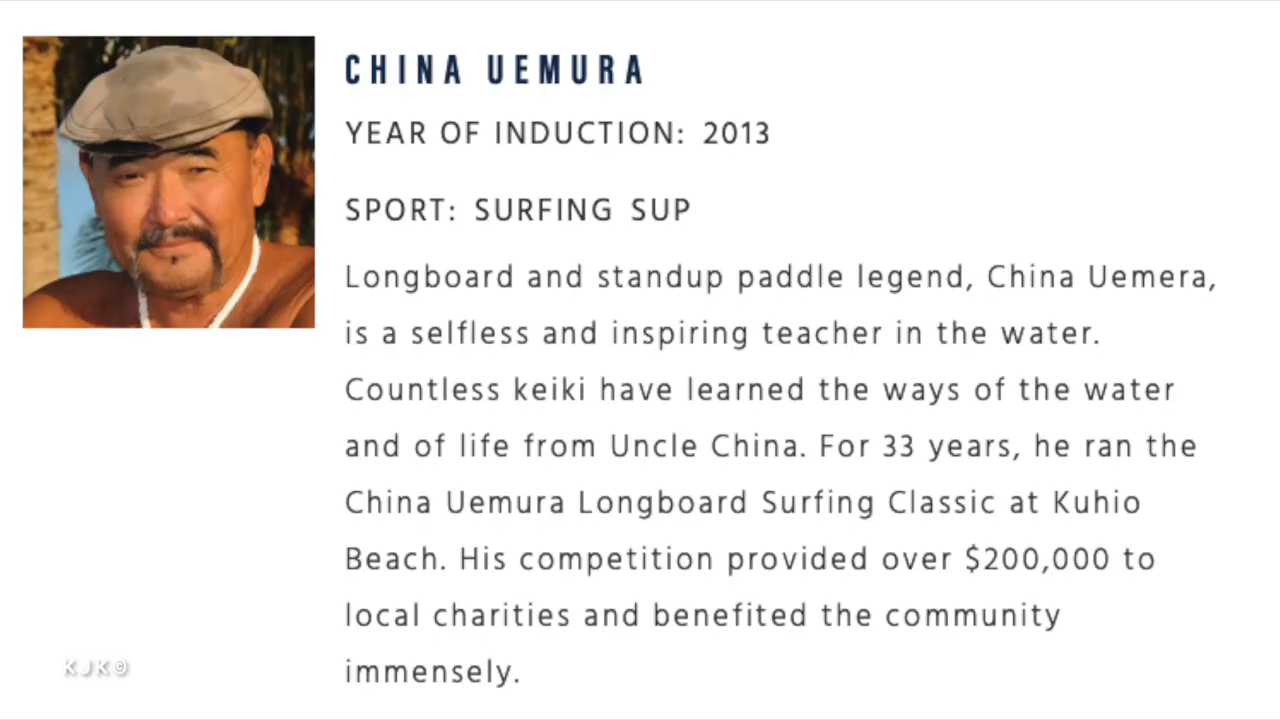 CHINA UEMURA
YEAR OF INDUCTION: 2013
SPORT: SURFING SUP
Longboard and standup paddle legend, China Uemera,
is a selfless and inspiring teacher in the water.
Countless keiki have learned the ways of the water
and of life from Uncle China. For 33 years, he ran the
China Uemura Longboard Surfing Classic at Kuhio
Beach. His competition provided over $200,000 to
local charities and benefited the community
immensely.
KJK©